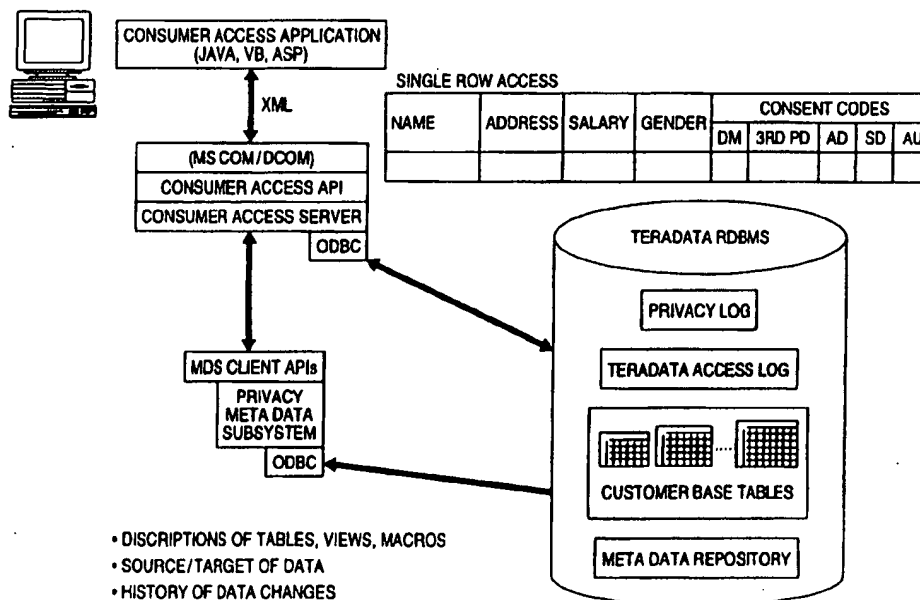 CONSUMER ACCESS APPLICATION
(JAVA, VB, ASP)
XML
SINGLE ROW ACCESS
NAME
ADDRESS
SALARY
GENDER
CONSENT CODES
DM
3RD PD
AD
SD
AU
(MS COM/DCOM)
CONSUMER ACCESS API
CONSUMER ACCESS SERVER
ODBC
TERADATA RDBMS
PRIVACY LOG
TERADATA ACCESS LOG
CUSTOMER BASE TABLES
META DATA REPOSITORY
MDS CLIENT APIs
PRIVACY
META DATA
SUBSYSTEM
ODBC
• DISCRIPTIONS OF TABLES, VIEWS, MACROS
• SOURCE/TARGET OF DATA
• HISTORY OF DATA CHANGES